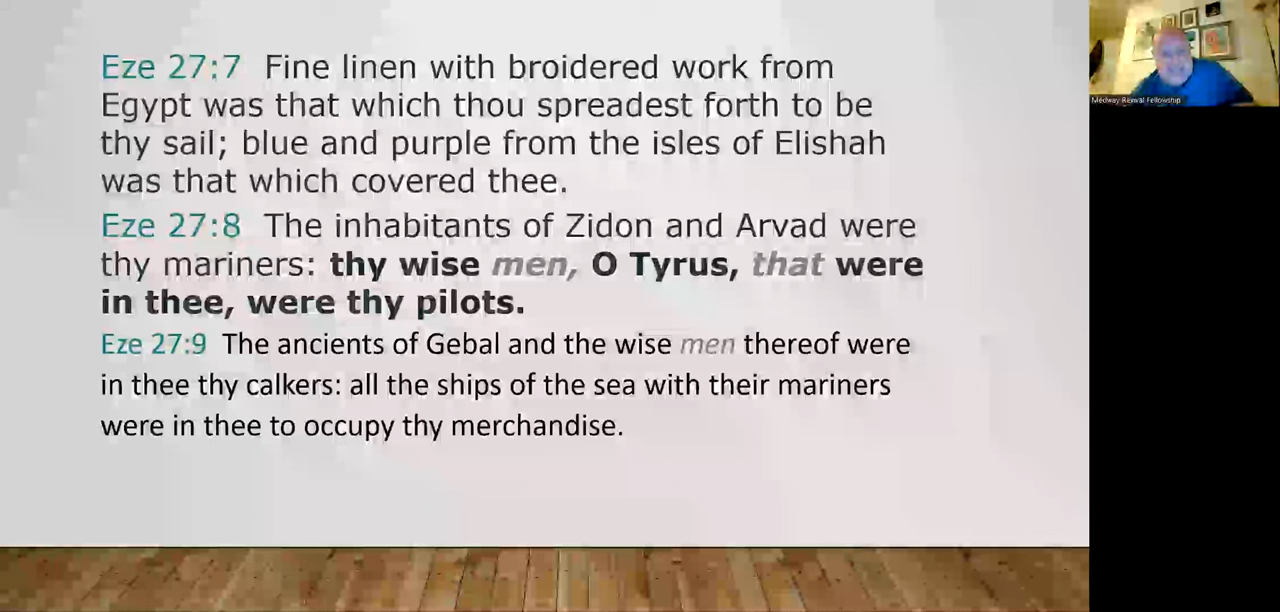 Eze 27:7 Fine linen with broidered work from
Egypt was that which thou spreadest forth to be
thy sail; blue and purple from the isles of Elishah
was that which covered thee.
Eze 27:8 The inhabitants of Zidon and Arvad were
thy mariners: thy wise men, O Tyrus, that were
in thee, were thy pilots.
Eze 27:9 The ancients of Gebal and the wise men thereof were
in thee thy calkers: all the ships of the sea with their mariners
were in thee to occupy thy merchandise.
Medway Revival Fellowship